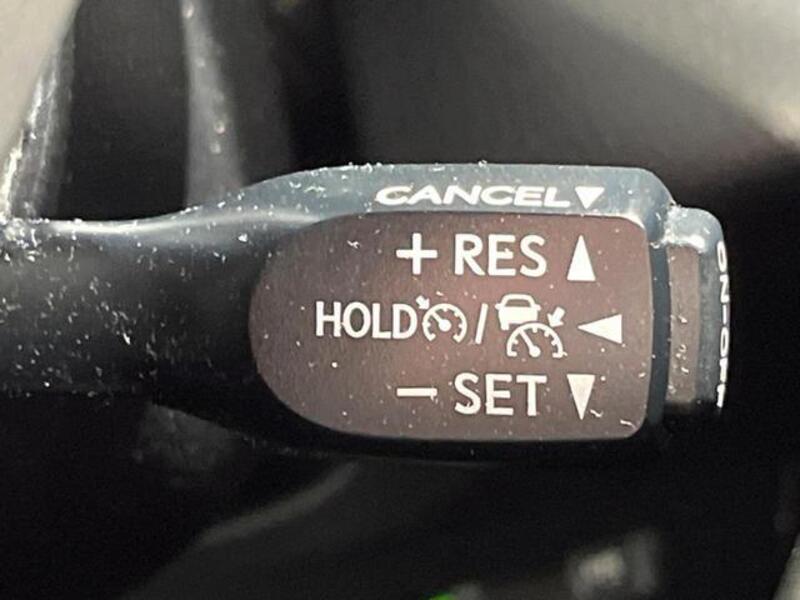 CANCEL▼
+ RES ▲
HOLD / ◀
− SET ▼
ON-OFF